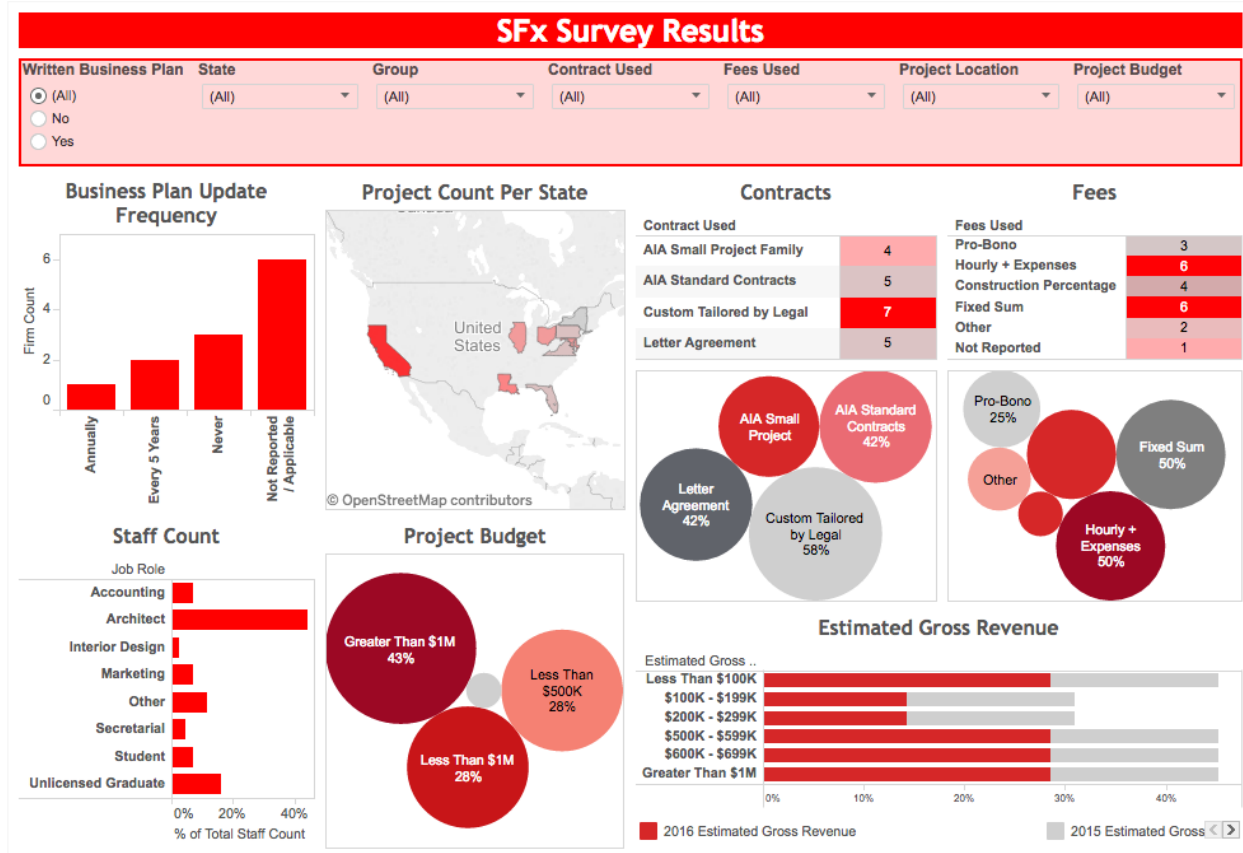 SFx Survey Results
Written Business Plan
(All)
No
Yes
State
(All)
Group
(All)
Contract Used
(All)
Fees Used
(All)
Project Location
(All)
Project Budget
(All)
Business Plan Update
Frequency
Firm Count
6
4
2
0
Annually
Every 5 Years
Never
Not Reported
/ Applicable
Project Count Per State
United
States
© OpenStreetMap contributors
Contracts
Contract Used
AIA Small Project Family 4
AIA Standard Contracts 5
Custom Tailored by Legal 7
Letter Agreement 5
AIA Small
Project
AIA Standard
Contracts
42%
Letter
Agreement
42%
Custom Tailored
by Legal
58%
Fees
Fees Used
Pro-Bono 3
Hourly + Expenses 6
Construction Percentage 4
Fixed Sum 6
Other 2
Not Reported 1
Pro-Bono
25%
Fixed Sum
50%
Other
Hourly +
Expenses
50%
Staff Count
Job Role
Accounting
Architect
Interior Design
Marketing
Other
Secretarial
Student
Unlicensed Graduate
0% 20% 40%
% of Total Staff Count
Project Budget
Greater Than $1M
43%
Less Than
$500K
28%
Less Than $1M
28%
Estimated Gross Revenue
Estimated Gross ..
Less Than $100K
$100K - $199K
$200K - $299K
$500K - $599K
$600K - $699K
Greater Than $1M
0% 10% 20% 30% 40%
2016 Estimated Gross Revenue
2015 Estimated Gross